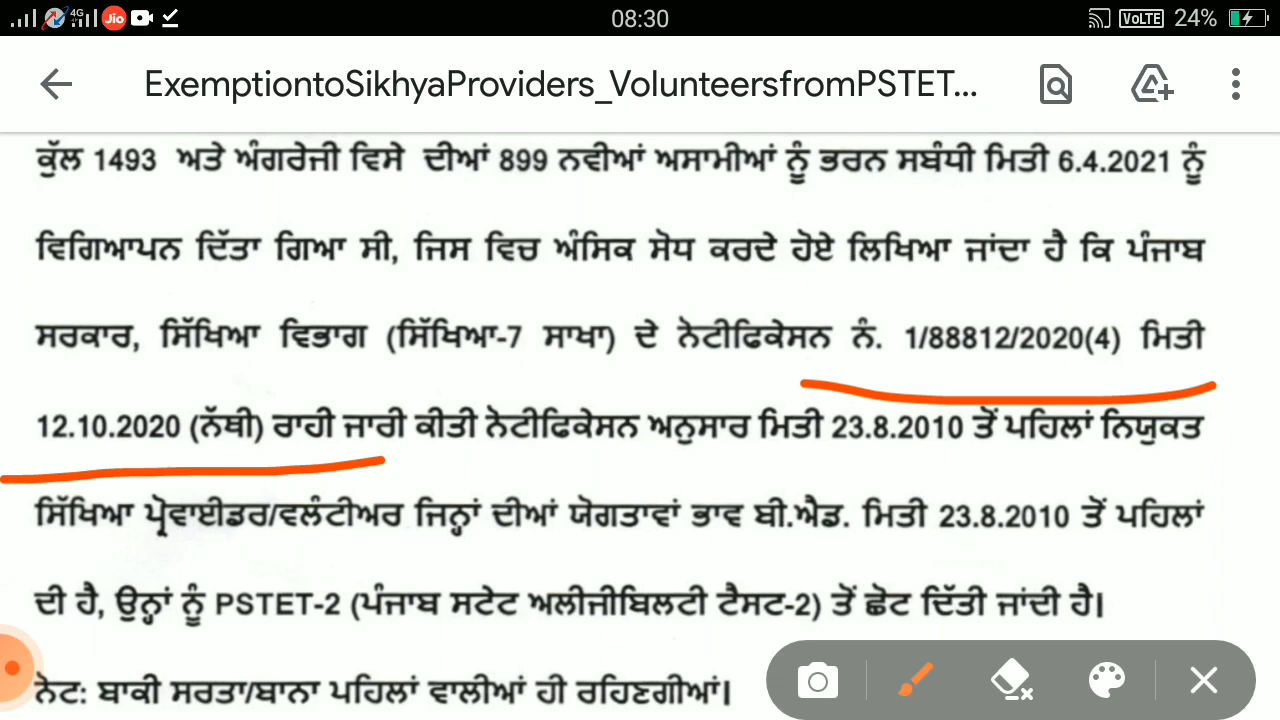 4G Jio 08:30 VoLTE 24%
ExemptiontoSikhyaProviders_VolunteersfromPSTET...
ਕੁੱਲ 1493 ਅਤੇ ਅੰਗਰੇਜੀ ਵਿਸੇ ਦੀਆਂ 899 ਨਵੀਆਂ ਅਸਾਮੀਆਂ ਨੂੰ ਭਰਨ ਸਬੰਧੀ ਮਿਤੀ 6.4.2021 ਨੂੰ
ਵਿਗਿਆਪਨ ਦਿੱਤਾ ਗਿਆ ਸੀ, ਜਿਸ ਵਿਚ ਅੰਸਿਕ ਸੋਧ ਕਰਦੇ ਹੋਏ ਲਿਖਿਆ ਜਾਂਦਾ ਹੈ ਕਿ ਪੰਜਾਬ
ਸਰਕਾਰ, ਸਿੱਖਿਆ ਵਿਭਾਗ (ਸਿੱਖਿਆ-7 ਸਾਖਾ) ਦੇ ਨੋਟੀਫਿਕੇਸਨ ਨੰ. 1/88812/2020(4) ਮਿਤੀ
12.10.2020 (ਨੱਥੀ) ਰਾਹੀ ਜਾਰੀ ਕੀਤੀ ਨੋਟੀਫਿਕੇਸਨ ਅਨੁਸਾਰ ਮਿਤੀ 23.8.2010 ਤੋਂ ਪਹਿਲਾਂ ਨਿਯੁਕਤ
ਸਿੱਖਿਆ ਪ੍ਰੋਵਾਈਡਰ/ਵਲੰਟੀਅਰ ਜਿਨ੍ਹਾਂ ਦੀਆਂ ਯੋਗਤਾਵਾਂ ਭਾਵ ਬੀ.ਐਡ. ਮਿਤੀ 23.8.2010 ਤੋਂ ਪਹਿਲਾਂ
ਦੀ ਹੈ, ਉਨ੍ਹਾਂ ਨੂੰ PSTET-2 (ਪੰਜਾਬ ਸਟੇਟ ਅਲੀਜੀਬਿਲਟੀ ਟੈਸਟ-2) ਤੋਂ ਛੋਟ ਦਿੱਤੀ ਜਾਂਦੀ ਹੈ।
ਨੋਟ: ਬਾਕੀ ਸਰਤਾ/ਬਾਨਾ ਪਹਿਲਾਂ ਵਾਲੀਆਂ ਹੀ ਰਹਿਣਗੀਆਂ।